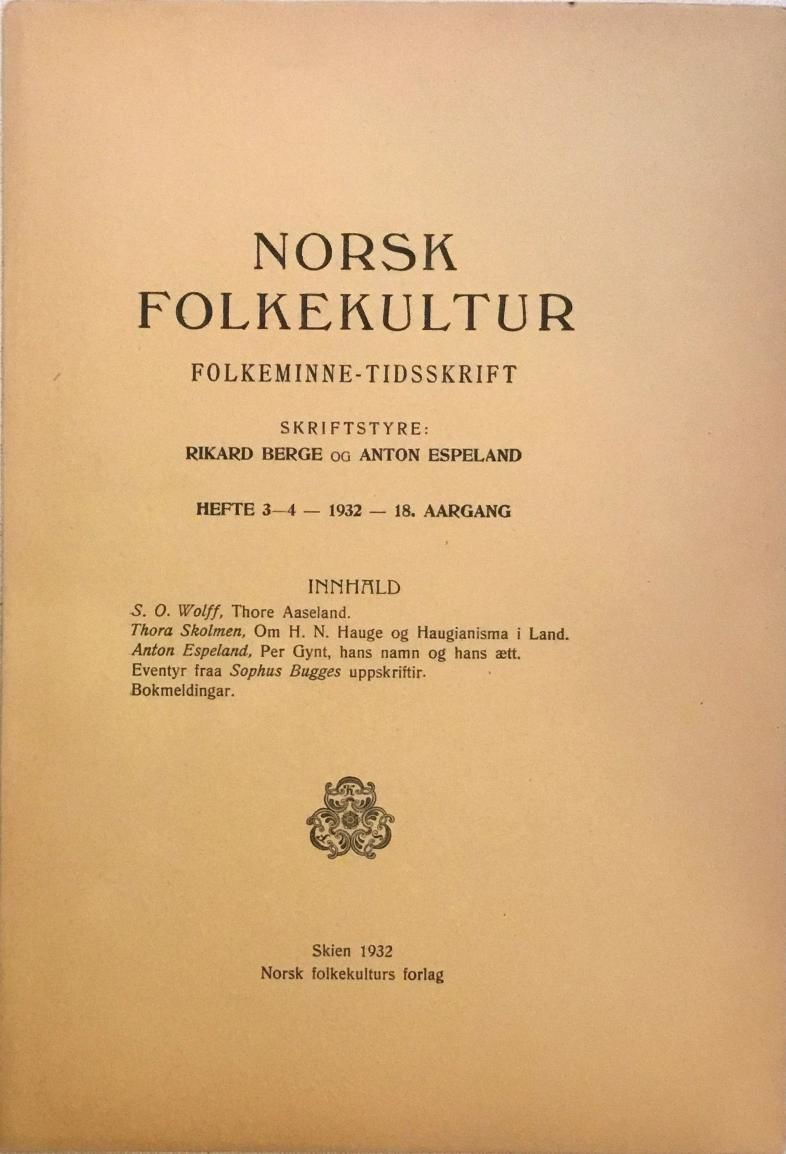 NORSK
FOLKEKULTUR
FOLKEMINNE-TIDSSKRIFT
SKRIFTSTYRE:
RIKARD BERGE OG ANTON ESPELAND
HEFTE 3—4 — 1932 — 18. AARGANG
INNHALD
S. O. Wolff, Thore Aaseland.
Thora Skolmen, Om H. N. Hauge og Haugianisma i Land.
Anton Espeland, Per Gynt, hans namn og hans ætt.
Eventyr fraa Sophus Bugges uppskriftir.
Bokmeldingar.
K
Skien 1932
Norsk folkekulturs forlag